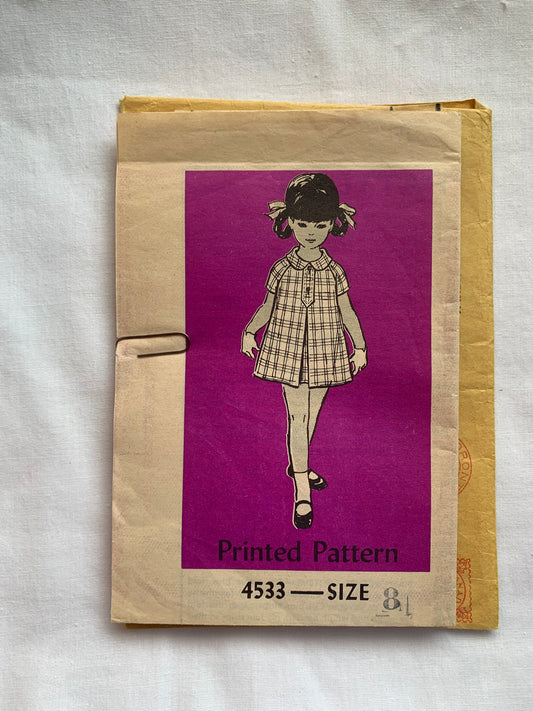 Printed Pattern
4533 — SIZE 8